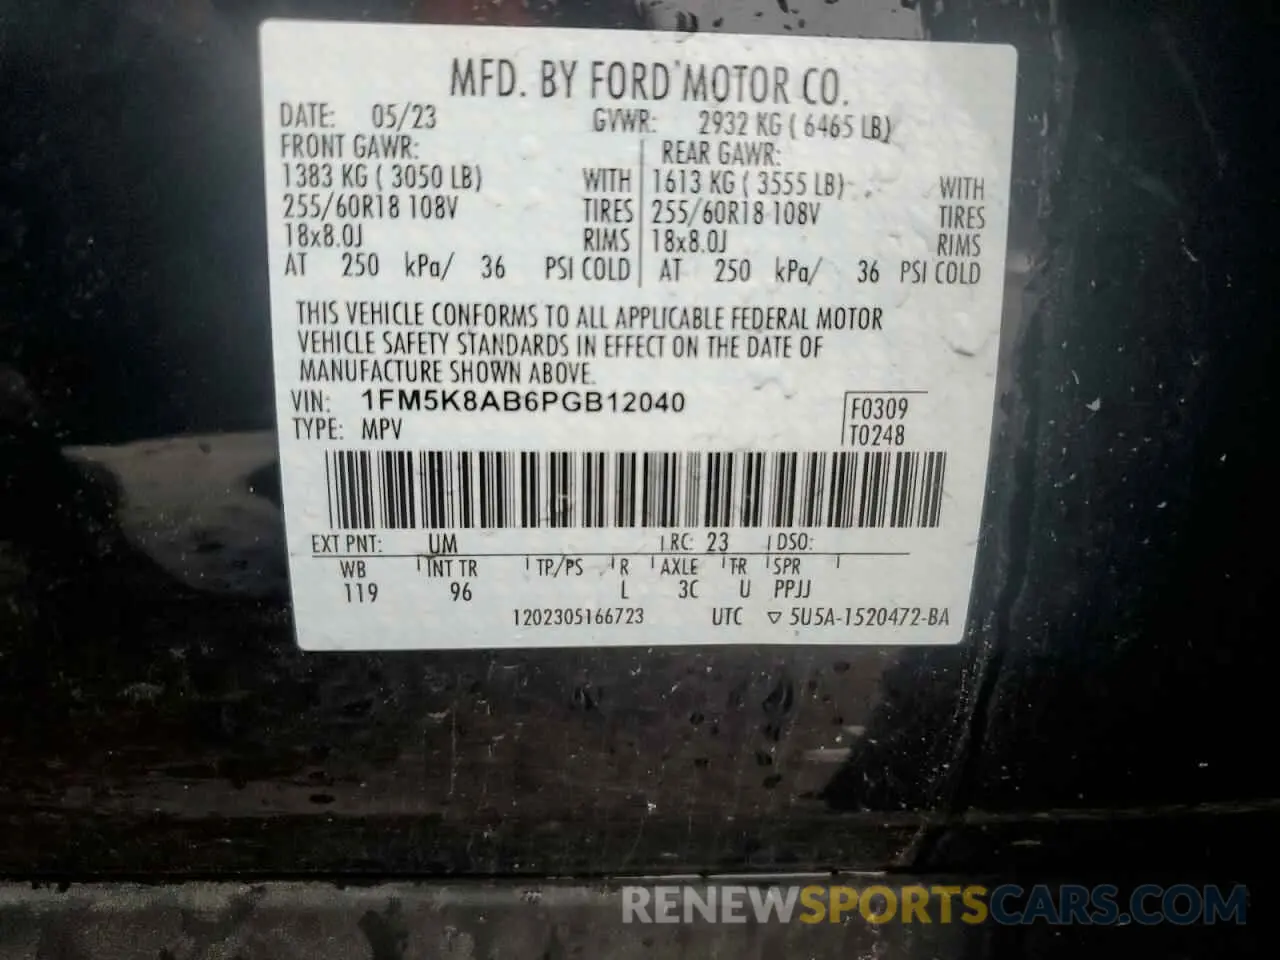 MFD. BY FORD MOTOR CO.
DATE: 05/23 GVWR: 2932 KG ( 6465 LB)
FRONT GAWR: REAR GAWR:
1383 KG ( 3050 LB) WITH 1613 KG ( 3555 LB) WITH
255/60R18 108V TIRES 255/60R18 108V TIRES
18x8.0J RIMS 18x8.0J RIMS
AT 250 kPa/ 36 PSI COLD AT 250 kPa/ 36 PSI COLD
THIS VEHICLE CONFORMS TO ALL APPLICABLE FEDERAL MOTOR
VEHICLE SAFETY STANDARDS IN EFFECT ON THE DATE OF
MANUFACTURE SHOWN ABOVE.
VIN: 1FM5K8AB6PGB12040 F0309
TYPE: MPV T0248
EXT PNT: UM RC: 23 DSO:
WB INT TR TP/PS R AXLE TR SPR
119 96 L 3C U PPJJ
1202305166723 UTC ▽ 5U5A-1520472-BA
RENEWSPORTSCARS.COM